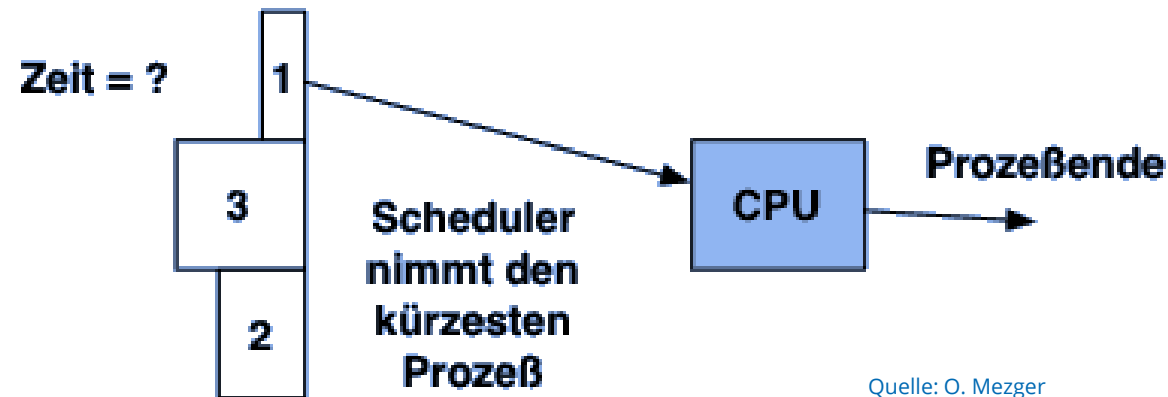 Zeit = ?
1
3
2
Scheduler
nimmt den
kürzesten
Prozeß
CPU
Prozeßende
Quelle: O. Mezger